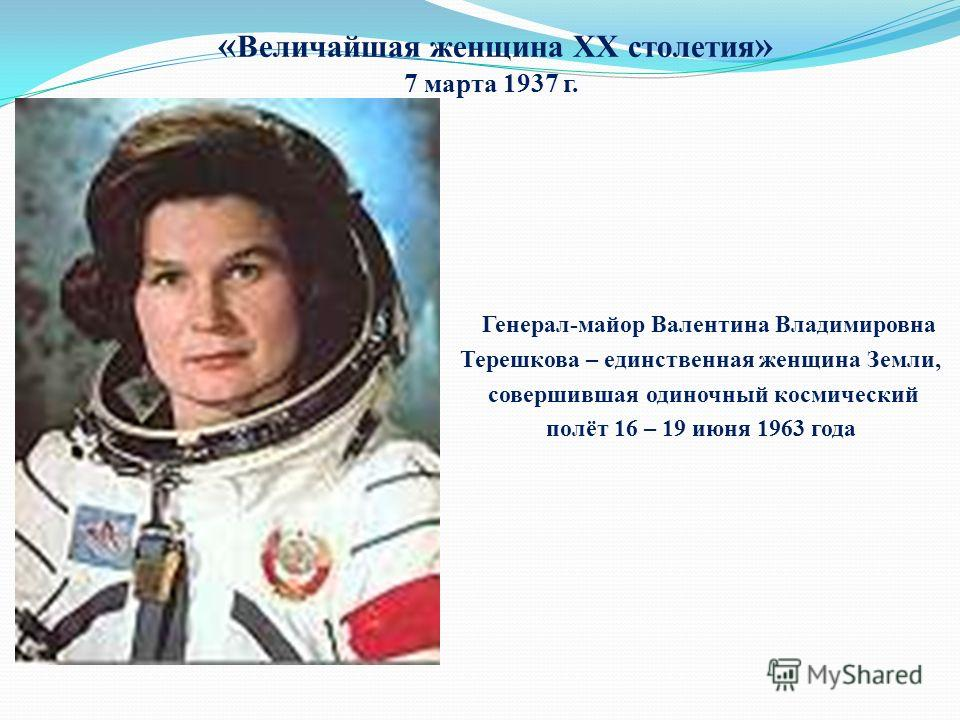 «Величайшая женщина XX столетия»
7 марта 1937 г.
Генерал-майор Валентина Владимировна
Терешкова – единственная женщина Земли,
совершившая одиночный космический
полёт 16 – 19 июня 1963 года
MyShared